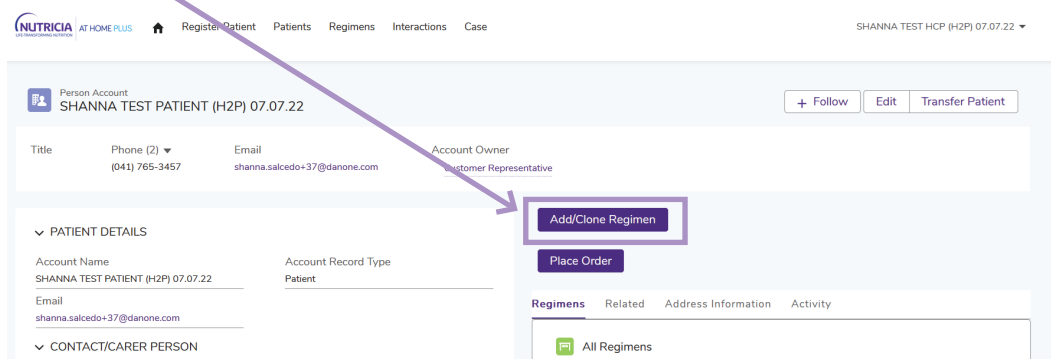 NUTRICIA AT HOME PLUS Register Patient Patients Regimens Interactions Case SHANNA TEST HCP (H2P) 07.07.22
LIFE-TRANSFORMING NUTRITION
Person Account
SHANNA TEST PATIENT (H2P) 07.07.22
+ Follow Edit Transfer Patient
Title Phone (2) Email Account Owner
(041) 765-3457 shanna.salcedo+37@danone.com Customer Representative
Add/Clone Regimen
PATIENT DETAILS
Place Order
Account Name Account Record Type
SHANNA TEST PATIENT (H2P) 07.07.22 Patient
Email
shanna.salcedo+37@danone.com
Regimens Related Address Information Activity
CONTACT/CARER PERSON
All Regimens